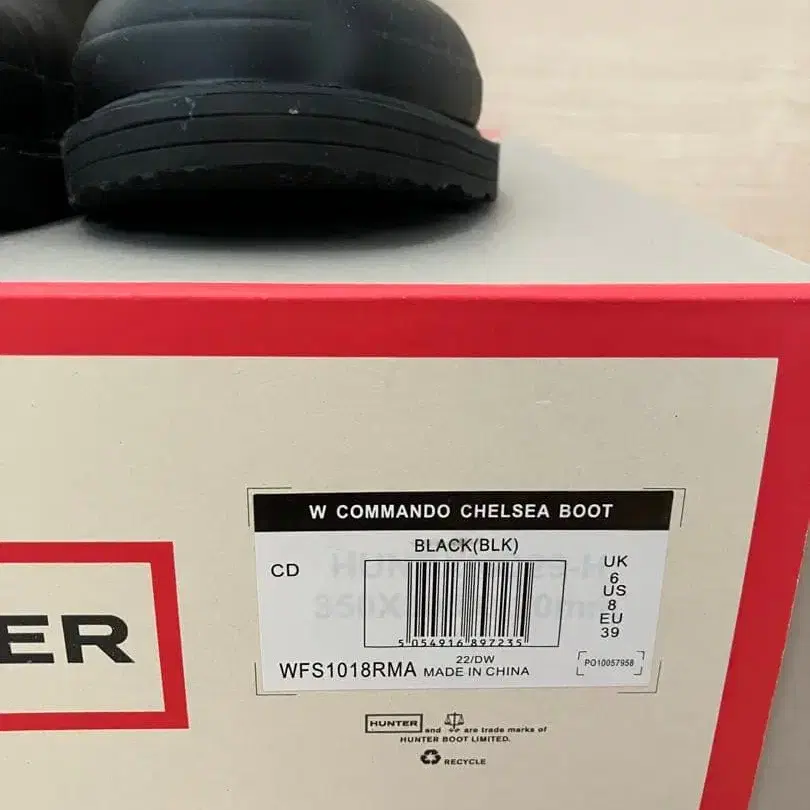 W COMMANDO CHELSEA BOOT
BLACK(BLK)
CD
UK
6
US
8
EU
39
5 054916 897235
22/DW
WFS1018RMA MADE IN CHINA
PO10057958
ER
HUNTER and are trade marks of
HUNTER BOOT LIMITED.
RECYCLE